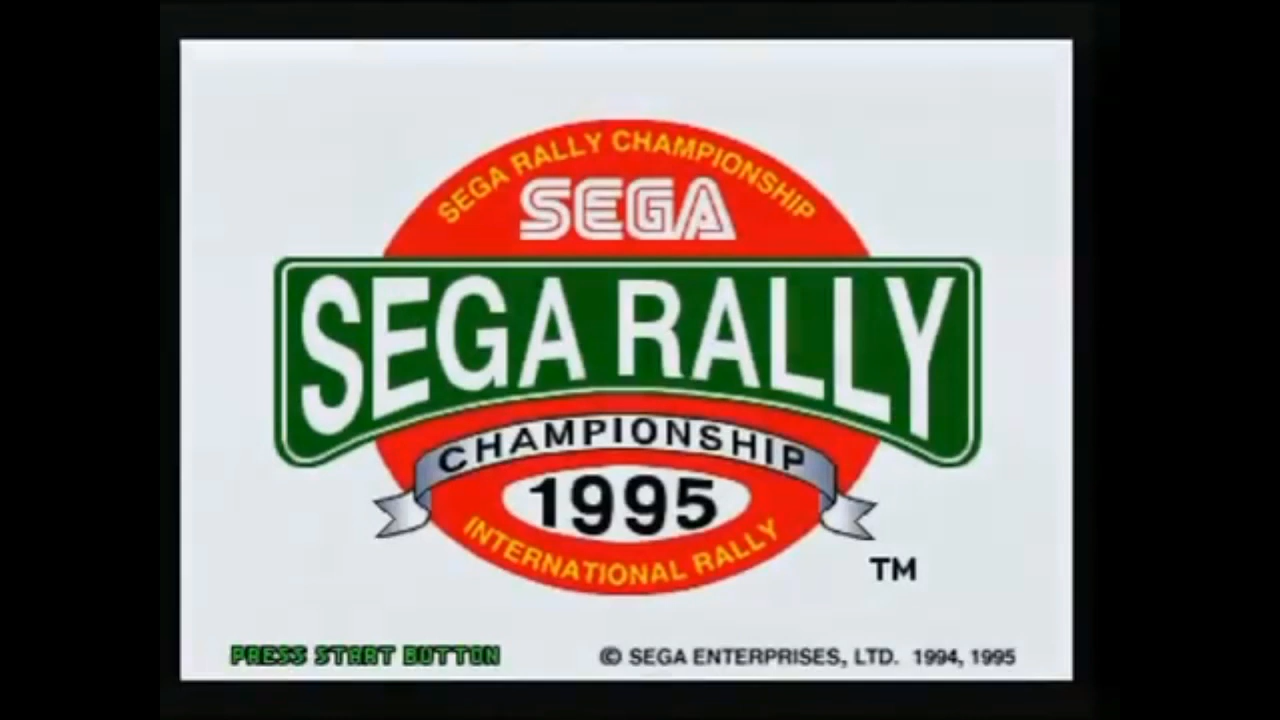 SEGA RALLY CHAMPIONSHIP
SEGA
SEGA RALLY
CHAMPIONSHIP
1995
INTERNATIONAL RALLY
TM
PRESS START BUTTON
© SEGA ENTERPRISES, LTD. 1994, 1995